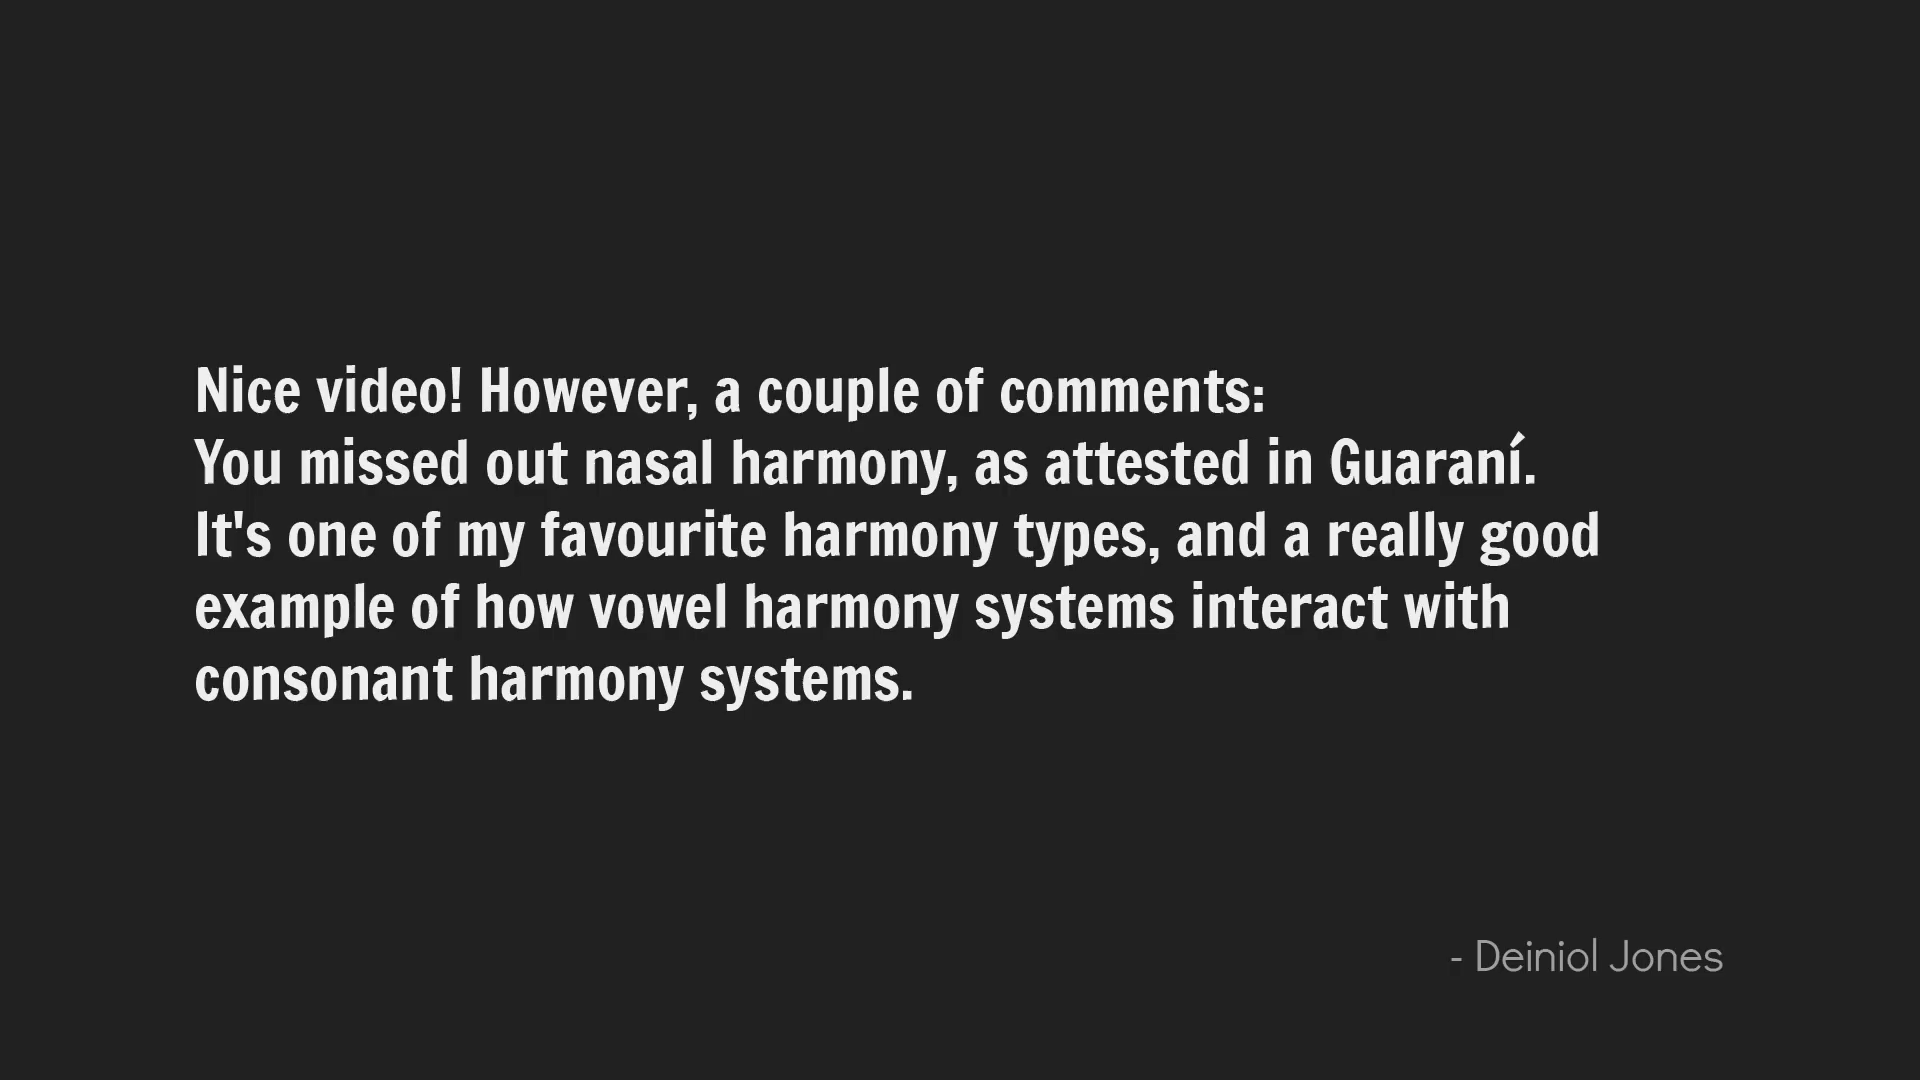 Nice video! However, a couple of comments:
You missed out nasal harmony, as attested in Guaraní.
It's one of my favourite harmony types, and a really good
example of how vowel harmony systems interact with
consonant harmony systems.
- Deiniol Jones